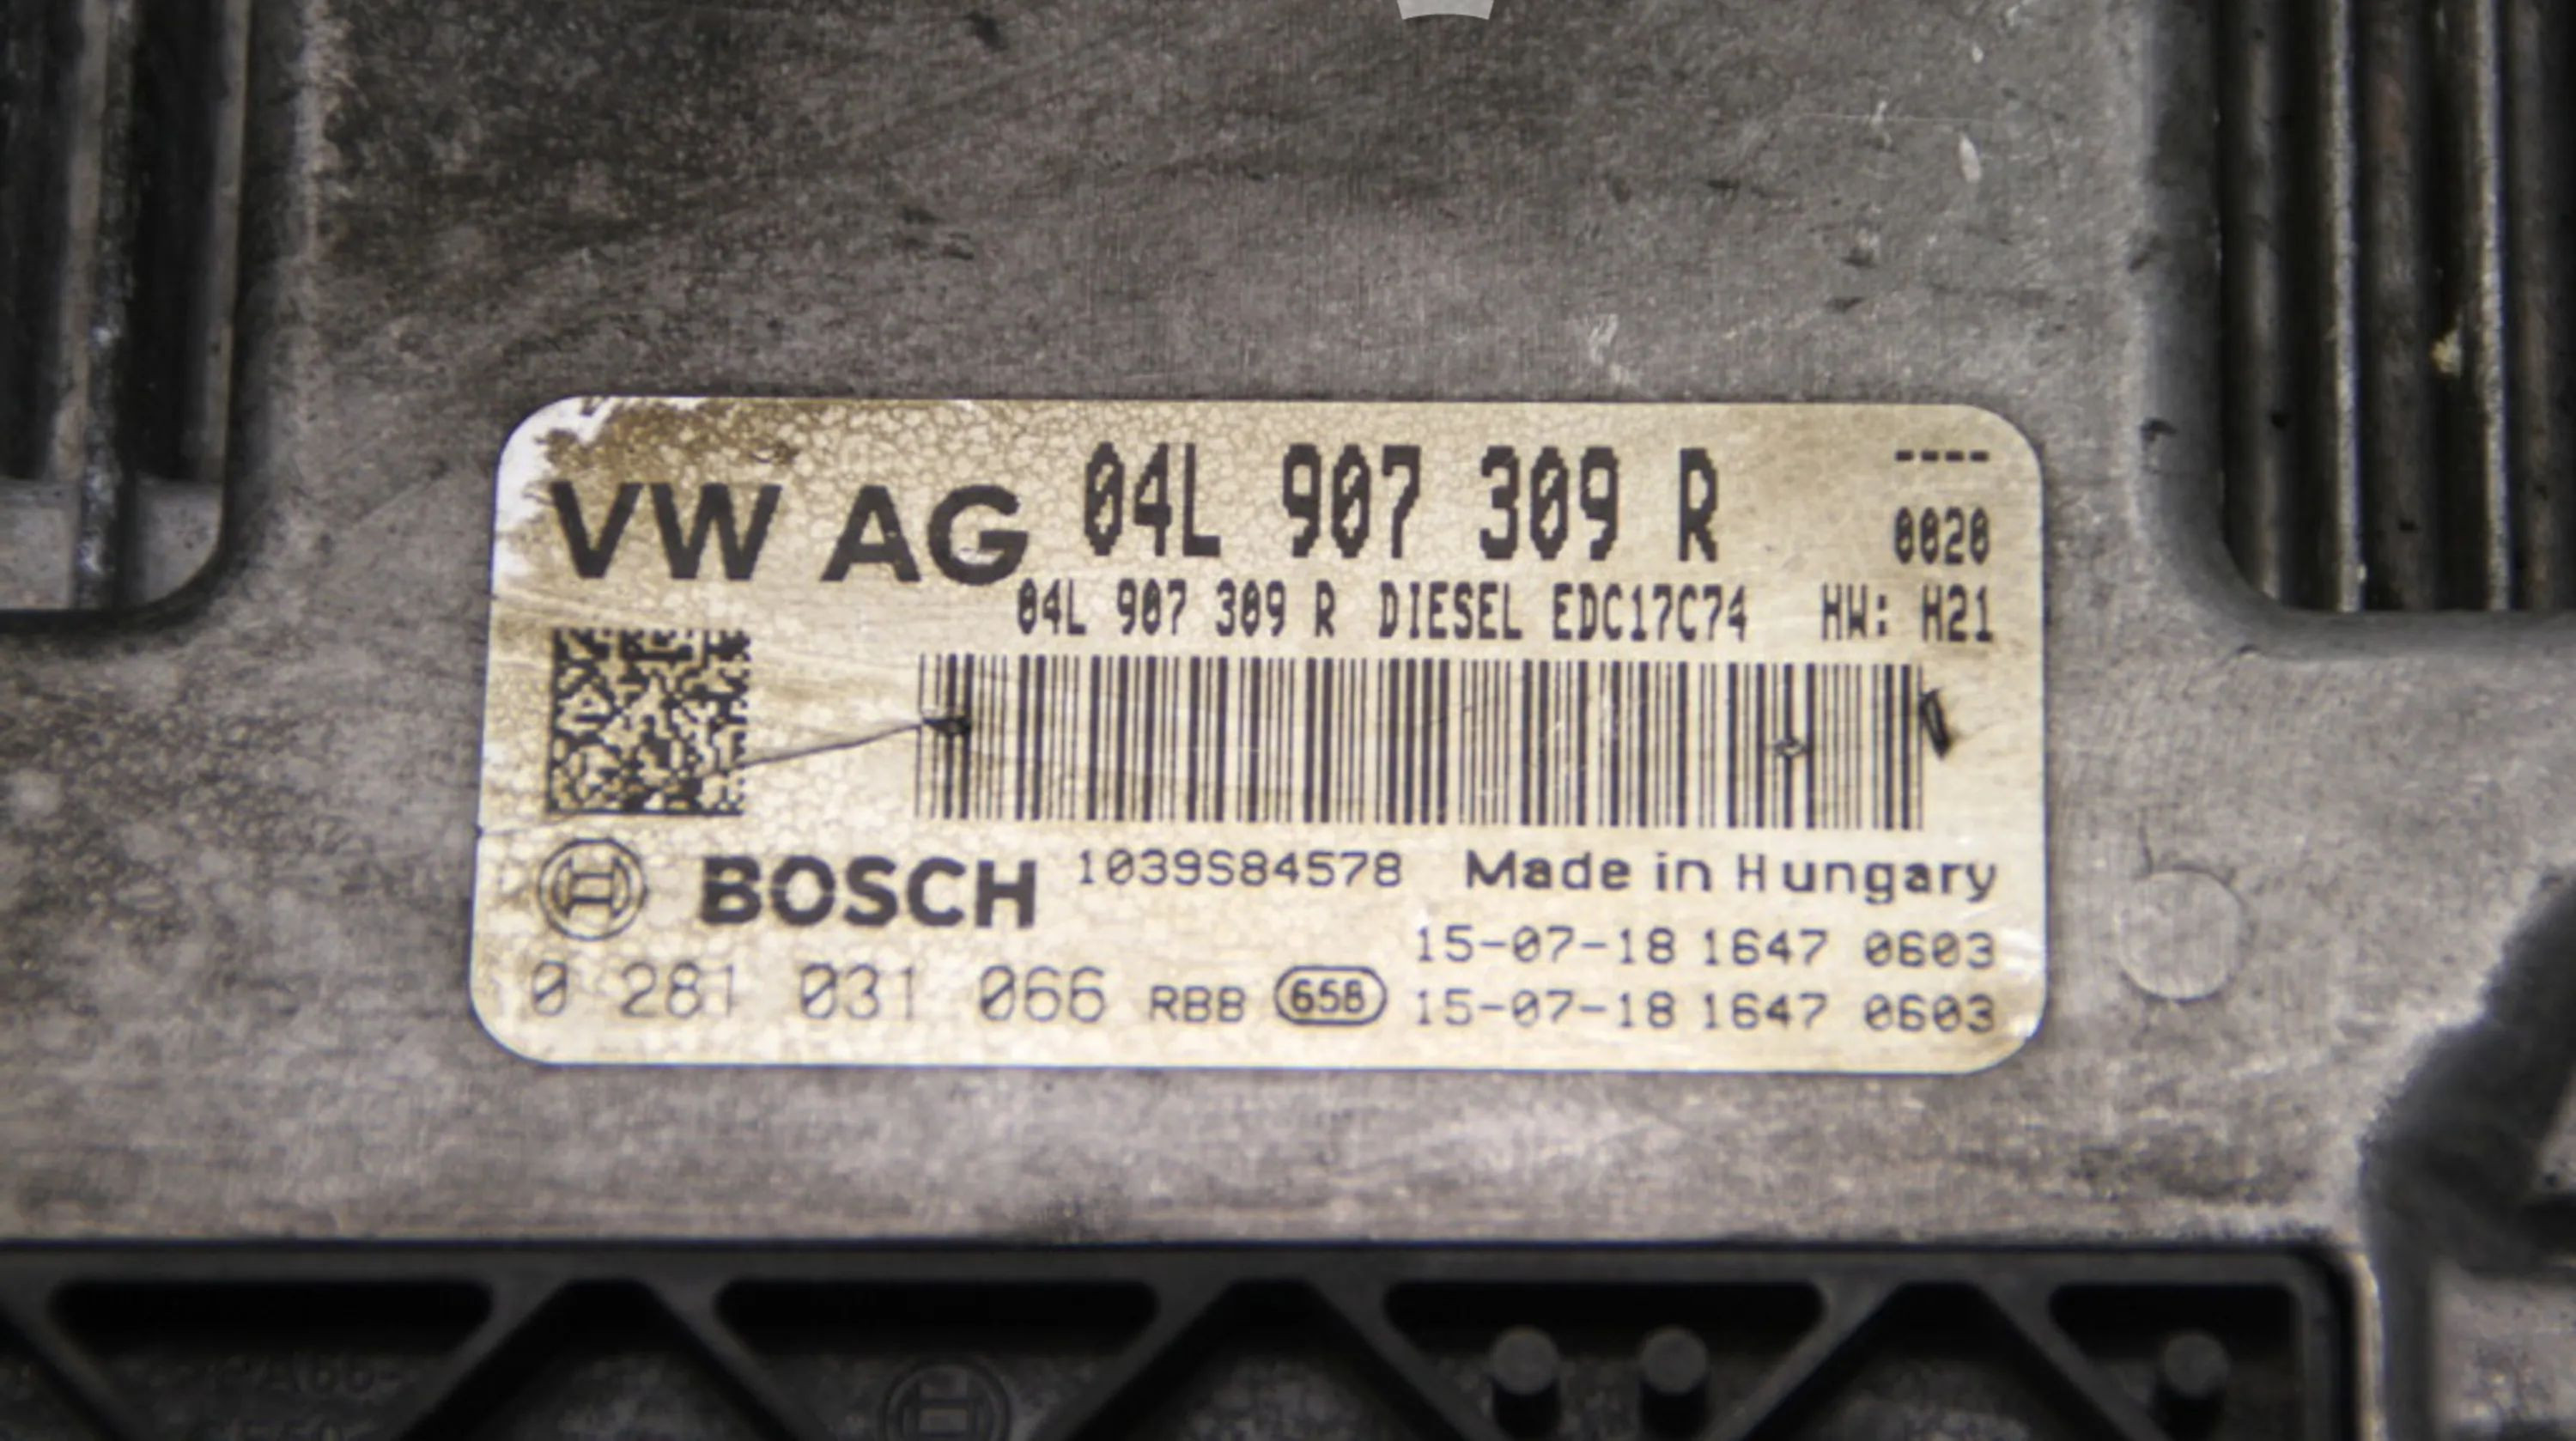 VW AG 04L 907 309 R ----
0020
04L 907 309 R DIESEL EDC17C74 HW: H21
BOSCH 1039S84578 Made in Hungary
15-07-18 1647 0603
0 281 031 066 RBB 658 15-07-18 1647 0603